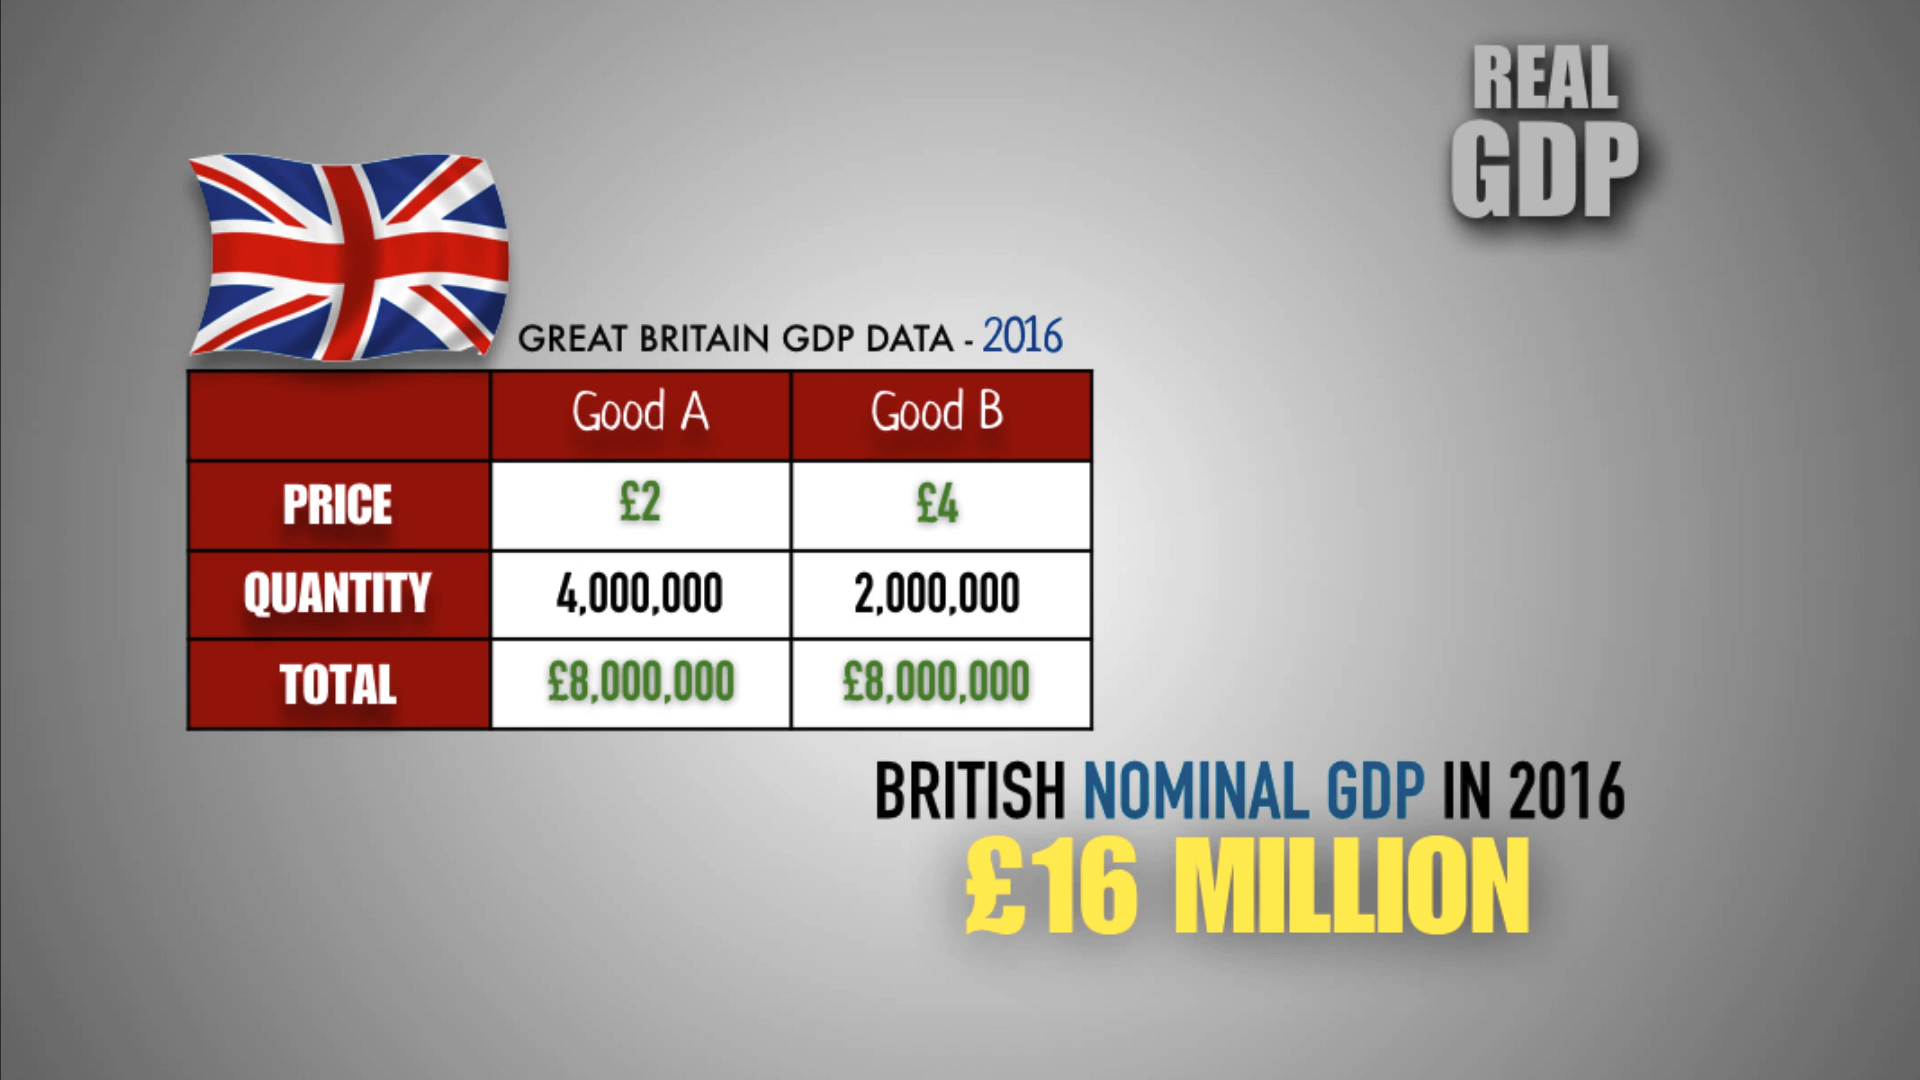 REAL
GDP
GREAT BRITAIN GDP DATA - 2016
Good A Good B
PRICE £2 £4
QUANTITY 4,000,000 2,000,000
TOTAL £8,000,000 £8,000,000
BRITISH NOMINAL GDP IN 2016
£16 MILLION